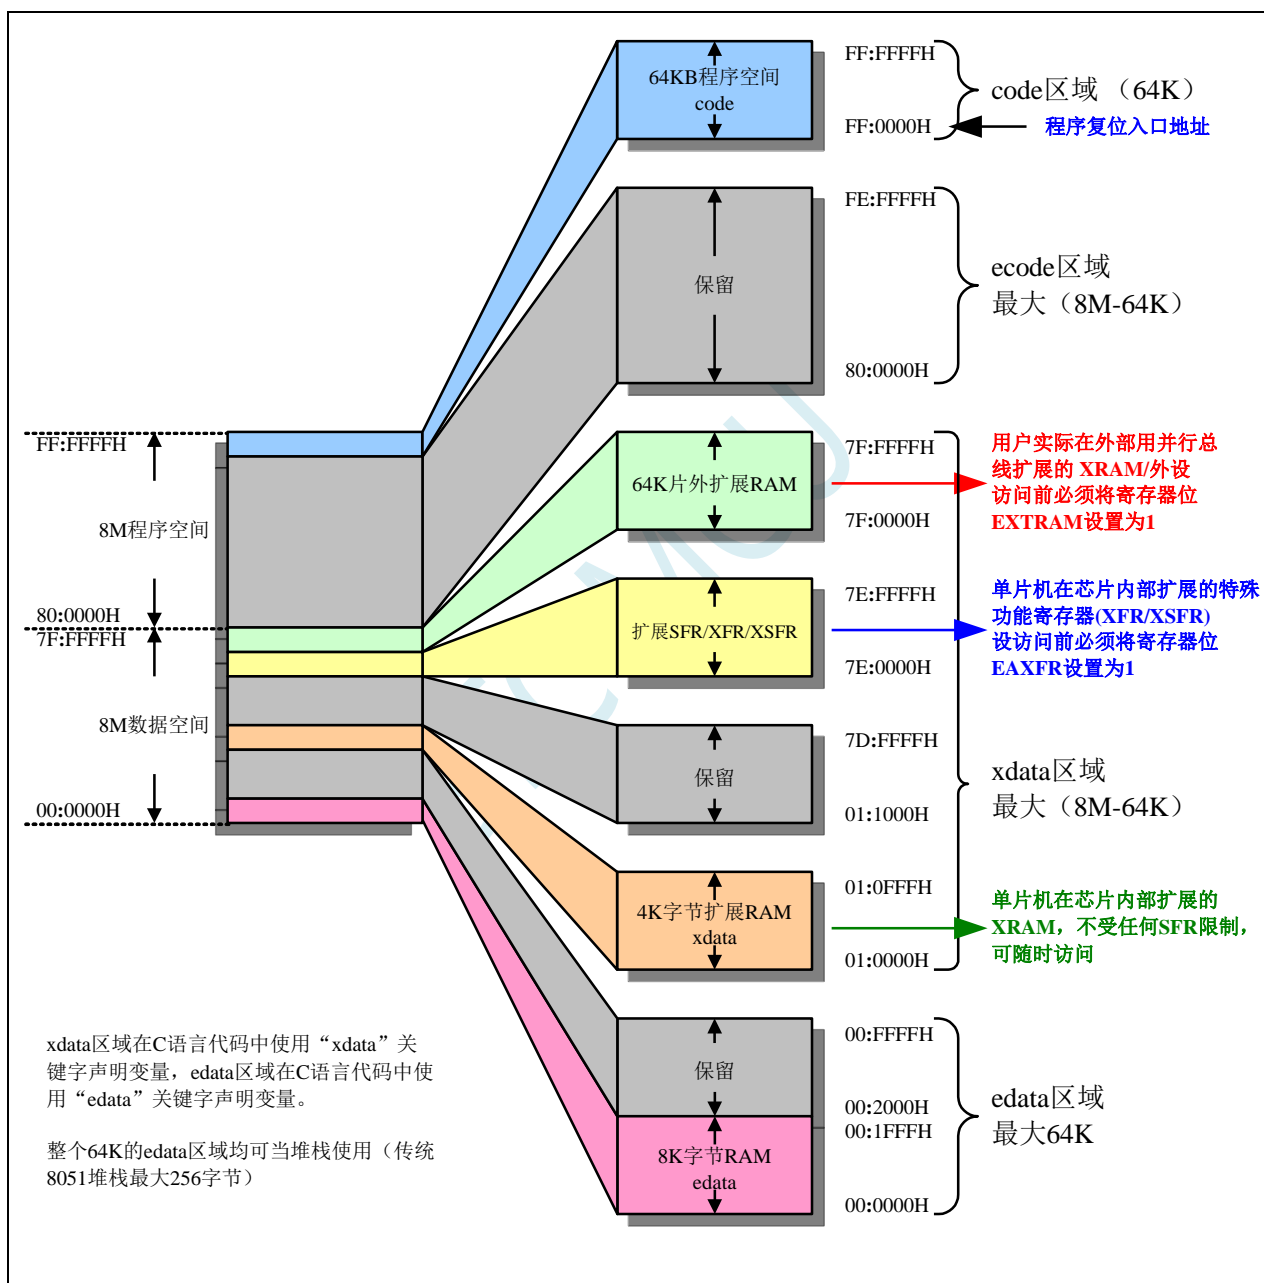 64KB程序空间
code
FF:FFFFH
FF:0000H
code区域 （64K）
程序复位入口地址
保留
FE:FFFFH
80:0000H
ecode区域
最大（8M-64K）
FF:FFFFH
8M程序空间
80:0000H
7F:FFFFH
8M数据空间
00:0000H
64K片外扩展RAM
7F:FFFFH
7F:0000H
用户实际在外部用并行总
线扩展的 XRAM/外设
访问前必须将寄存器位
EXTRAM设置为1
扩展SFR/XFR/XSFR
7E:FFFFH
7E:0000H
单片机在芯片内部扩展的特殊
功能寄存器(XFR/XSFR)
设访问前必须将寄存器位
EAXFR设置为1
保留
7D:FFFFH
01:1000H
xdata区域
最大（8M-64K）
4K字节扩展RAM
xdata
01:0FFFH
01:0000H
单片机在芯片内部扩展的
XRAM，不受任何SFR限制，
可随时访问
保留
00:FFFFH
00:2000H
00:1FFFH
8K字节RAM
edata
00:0000H
edata区域
最大64K
xdata区域在C语言代码中使用“xdata”关
键字声明变量，edata区域在C语言代码中使
用“edata”关键字声明变量。
整个64K的edata区域均可当堆栈使用（传统
8051堆栈最大256字节）